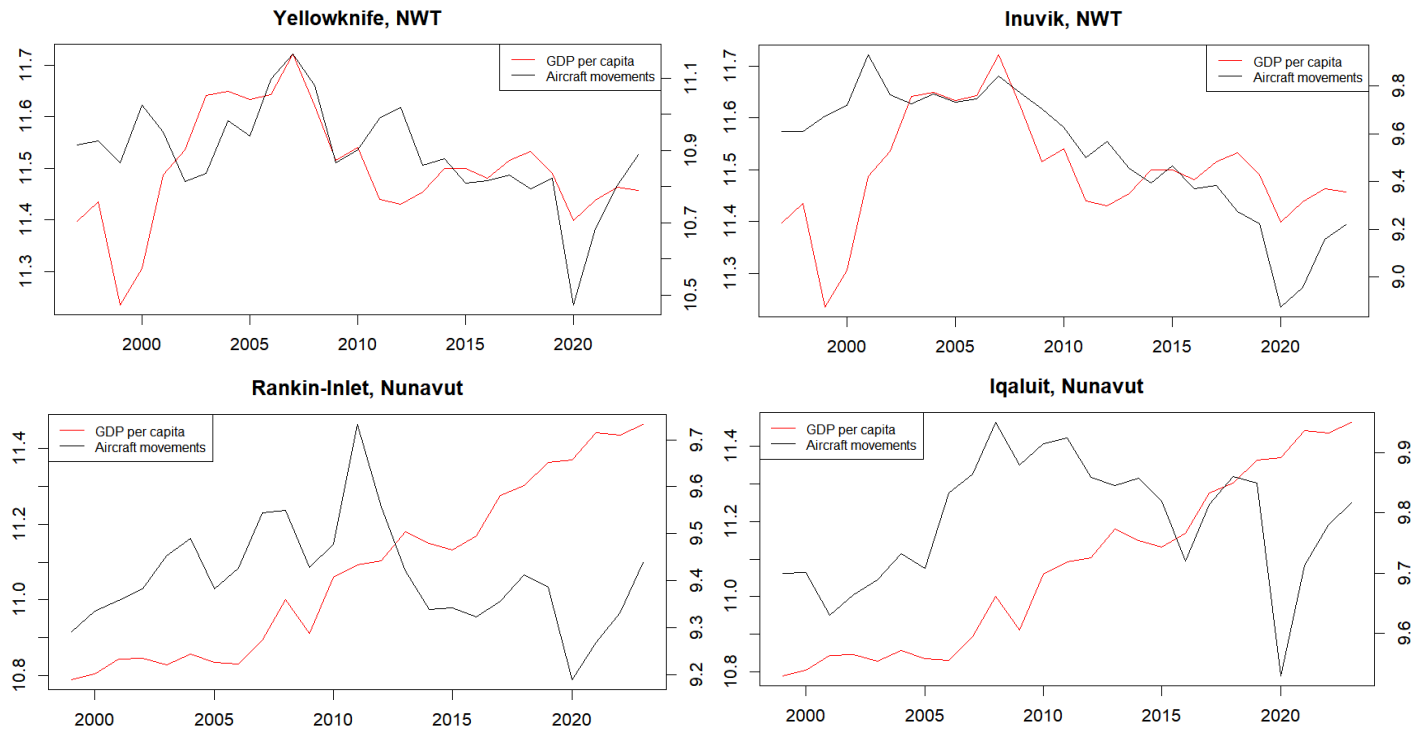 Yellowknife, NWT
GDP per capita
Aircraft movements
11.3 11.4 11.5 11.6 11.7
10.5 10.7 10.9 11.1
2000 2005 2010 2015 2020
Inuvik, NWT
GDP per capita
Aircraft movements
11.3 11.4 11.5 11.6 11.7
9.0 9.2 9.4 9.6 9.8
2000 2005 2010 2015 2020
Rankin-Inlet, Nunavut
GDP per capita
Aircraft movements
10.8 11.0 11.2 11.4
9.2 9.3 9.4 9.5 9.6 9.7
2000 2005 2010 2015 2020
Iqaluit, Nunavut
GDP per capita
Aircraft movements
10.8 11.0 11.2 11.4
9.6 9.7 9.8 9.9
2000 2005 2010 2015 2020